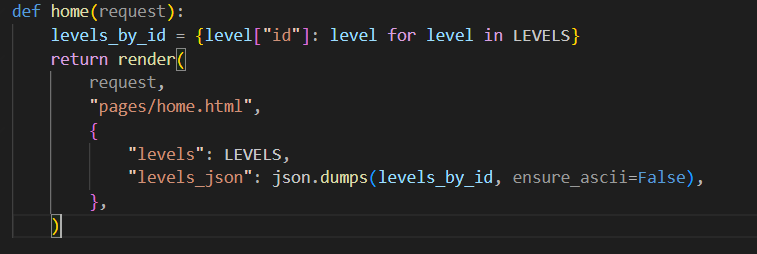 def home(request):
    levels_by_id = {level["id"]: level for level in LEVELS}
    return render(
        request,
        "pages/home.html",
        {
            "levels": LEVELS,
            "levels_json": json.dumps(levels_by_id, ensure_ascii=False),
        },
    )